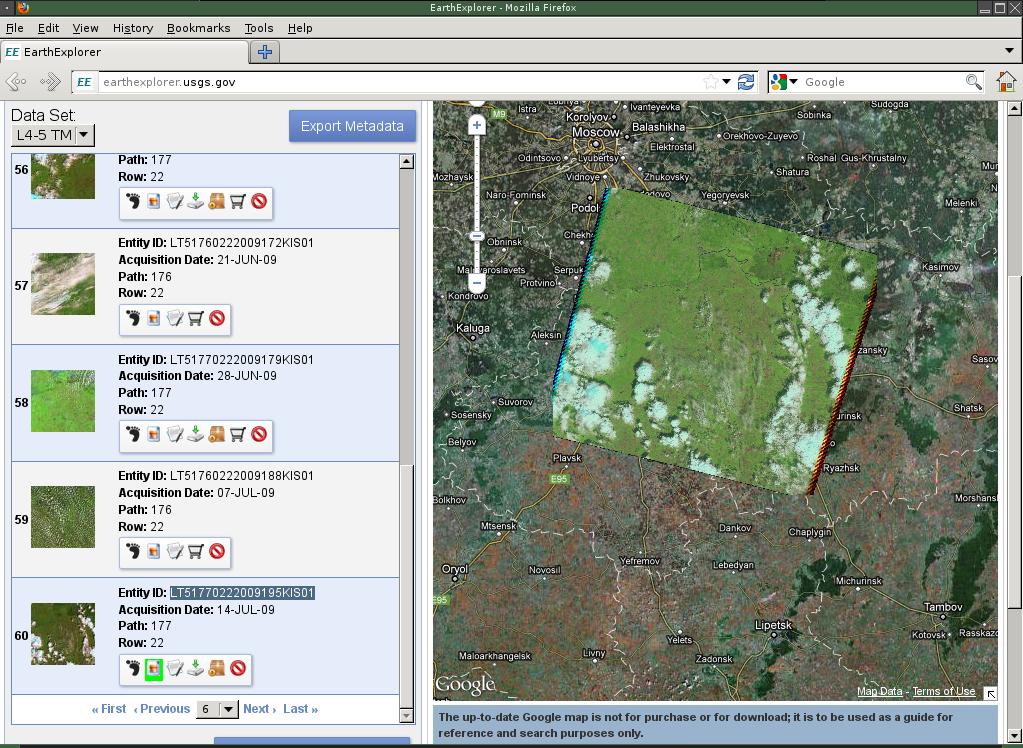 EarthExplorer - Mozilla Firefox
File Edit View History Bookmarks Tools Help
EE EarthExplorer
EE earthexplorer.usgs.gov
Google
Data Set:
L4-5 TM
Export Metadata
56
Path: 177
Row: 22
57
Entity ID: LT51760222009172KIS01
Acquisition Date: 21-JUN-09
Path: 176
Row: 22
58
Entity ID: LT51770222009179KIS01
Acquisition Date: 28-JUN-09
Path: 177
Row: 22
59
Entity ID: LT51760222009188KIS01
Acquisition Date: 07-JUL-09
Path: 176
Row: 22
60
Entity ID: LT51770222009195KIS01
Acquisition Date: 14-JUL-09
Path: 177
Row: 22
« First ‹ Previous 6 Next › Last »
Istra
M9
Korolyov
Ivanteyevka
Sobinka
Sudogda
Moscow
Balashikha
Orekhovo-Zuyevo
Elektrostal
Odintsovo
Lyubertsy
Roshal
Gus-Khrustalny
Mozhaysk
Vidnoye
Zhukovsky
Shatura
Naro-Fominsk
Yegoryevsk
Melenki
Podol
Chekh
Obninsk
Maloyaroslavets
Serpuk
Kasimov
Protvino
Kondrovo
Kaluga
Aleksin
zansky
Sasov
Suvorov
Shatsk
Sosensky
urinsk
Belyov
Plavsk
Ryazhsk
E95
Bolkhov
Morshans
Mtsensk
Dankov
Chaplygin
Yefremov
Lebedyan
Oryol
Novosil
Michurinsk
E95
Tambov
Lipetsk
Kotovsk
Rasskazo
Yelets
Livny
Maloarkhangelsk
Zadonsk
Google
Map Data - Terms of Use
The up-to-date Google map is not for purchase or for download; it is to be used as a guide for
reference and search purposes only.